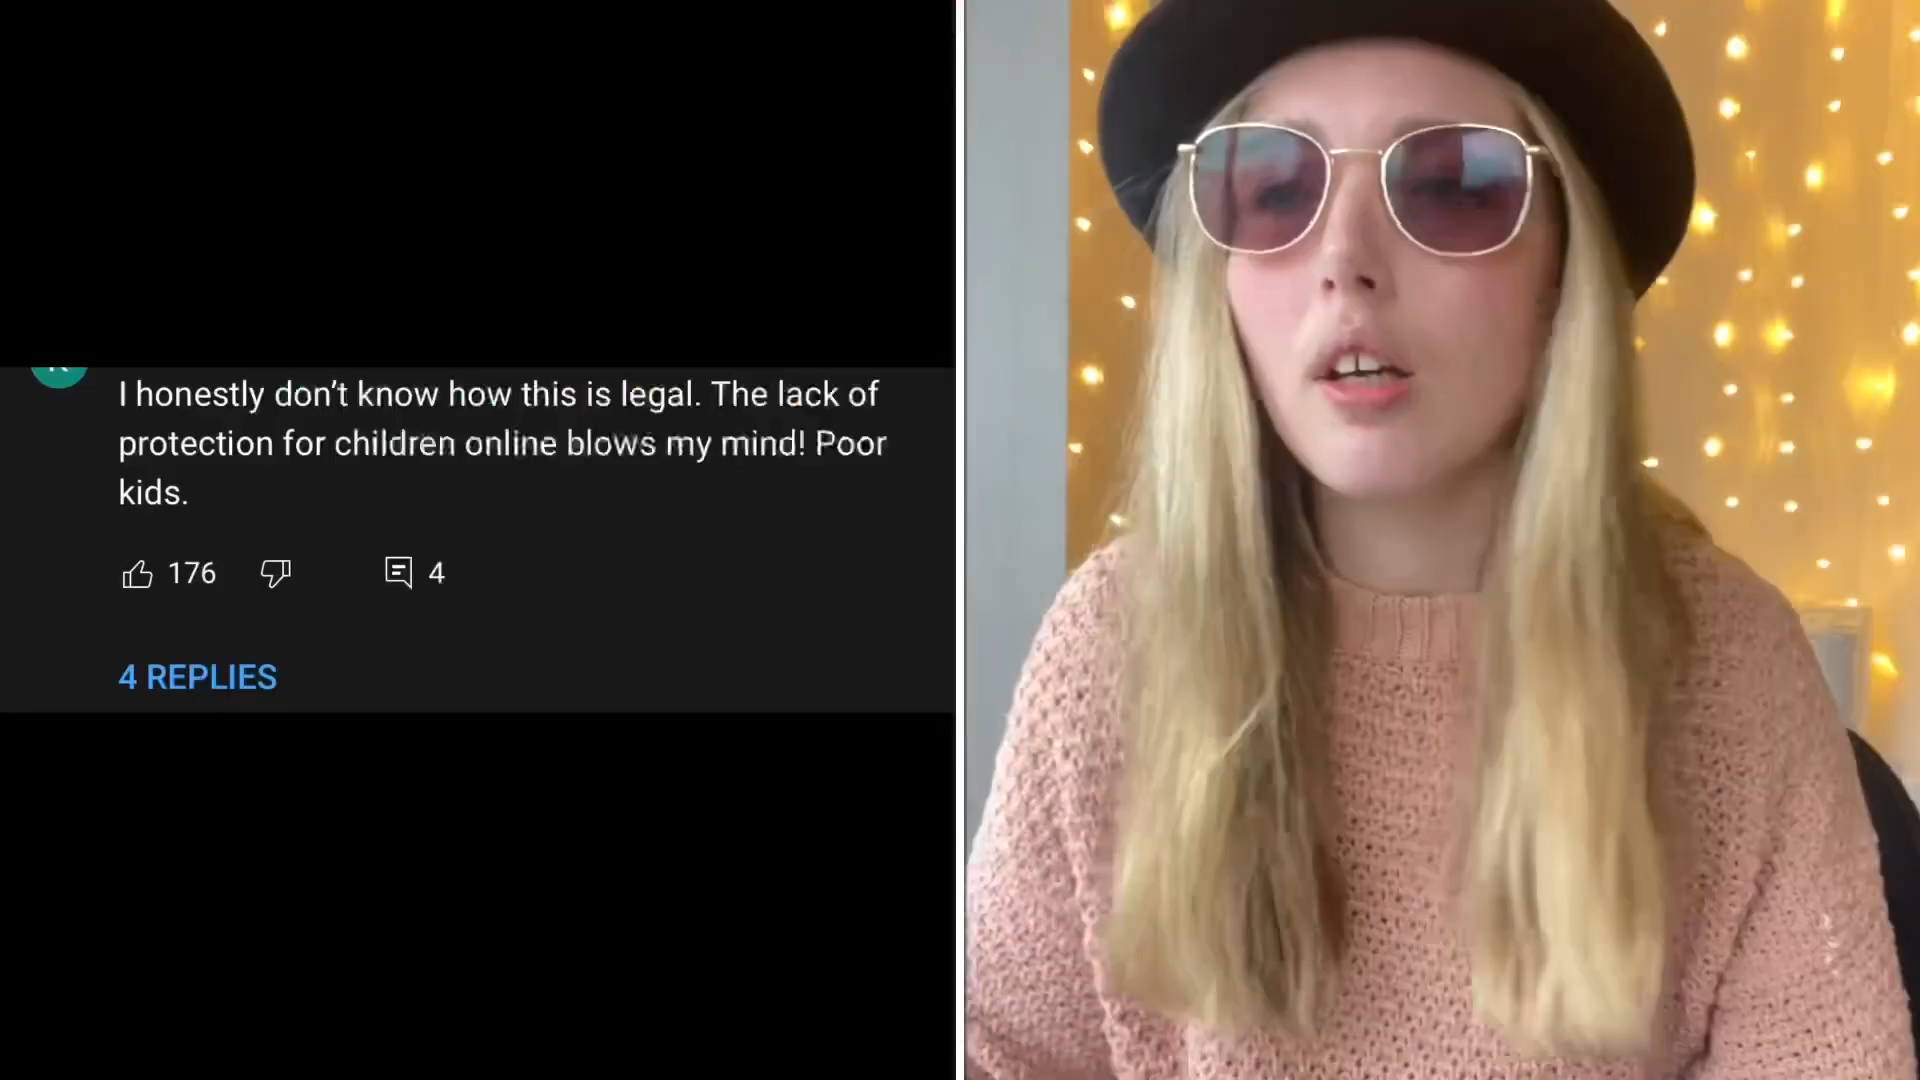 I honestly don't know how this is legal. The lack of
protection for children online blows my mind! Poor
kids.
176
4
4 REPLIES